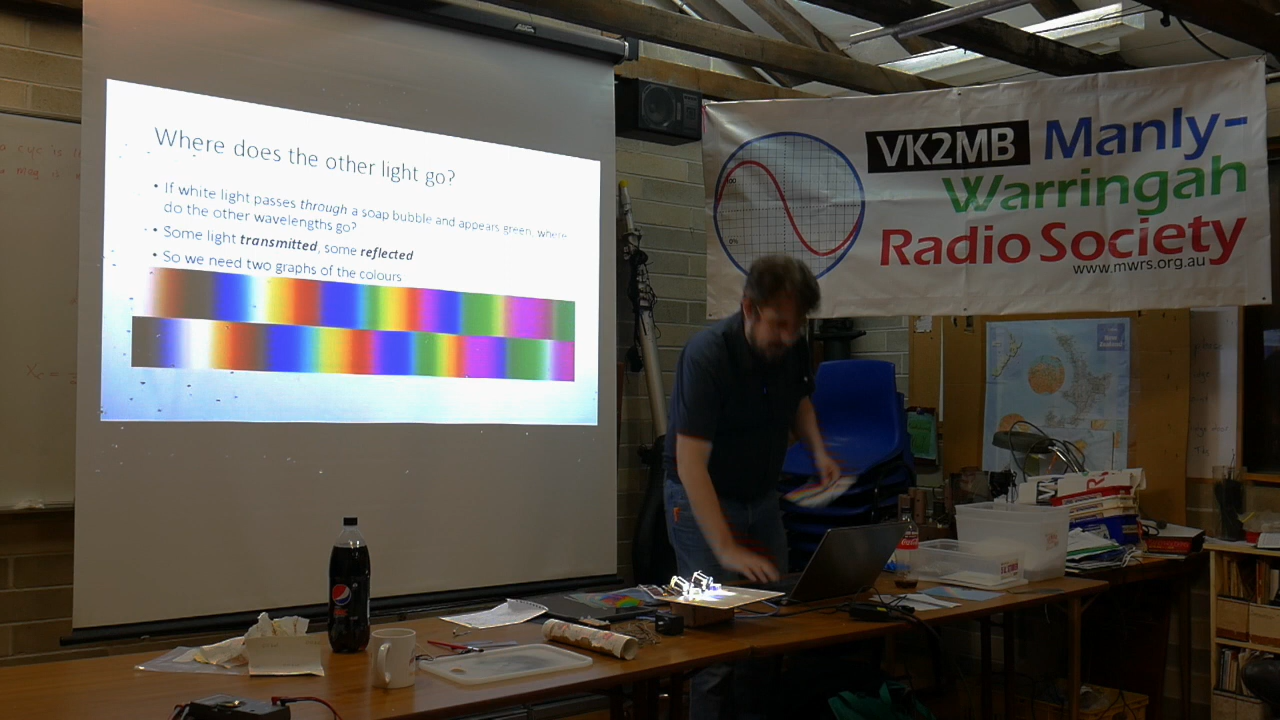 Where does the other light go?
• If white light passes through a soap bubble and appears green, where
do the other wavelengths go?
• Some light transmitted, some reflected
• So we need two graphs of the colours
VK2MB Manly-
Warringah
Radio Society
www.mwrs.org.au
pepsi